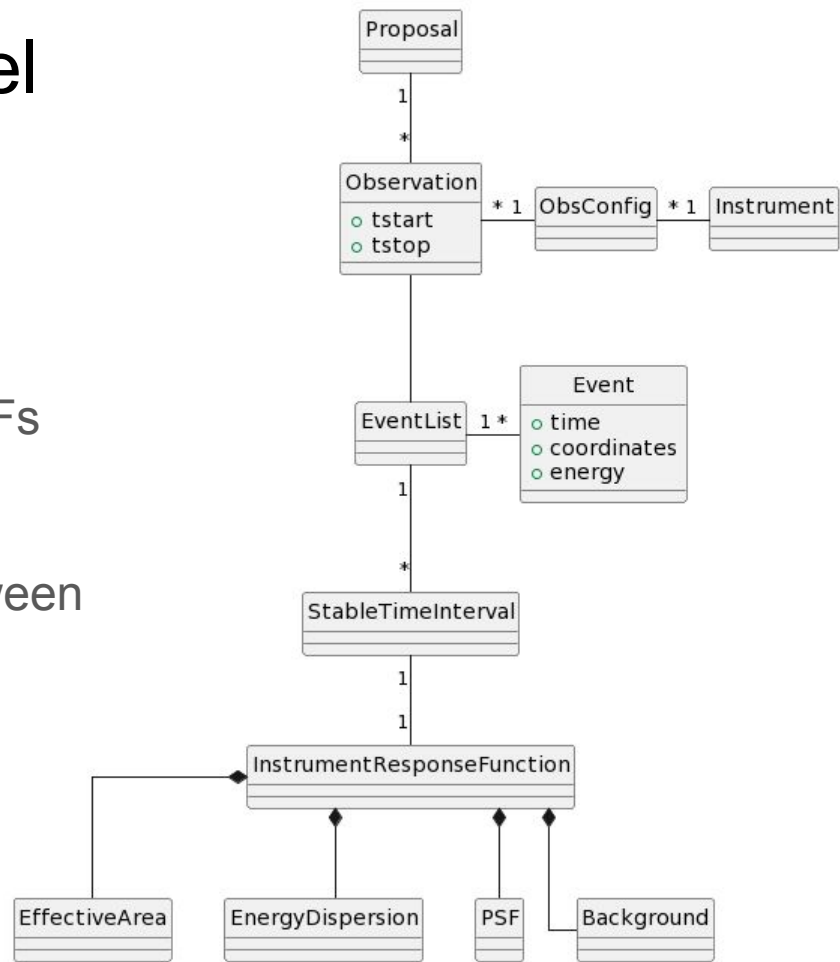 el
Proposal
1
*
Observation
tstart
tstop
* 1
ObsConfig
* 1
Instrument
Fs
EventList
1 *
Event
time
coordinates
energy
1
*
veen
StableTimeInterval
1
1
InstrumentResponseFunction
EffectiveArea
EnergyDispersion
PSF
Background